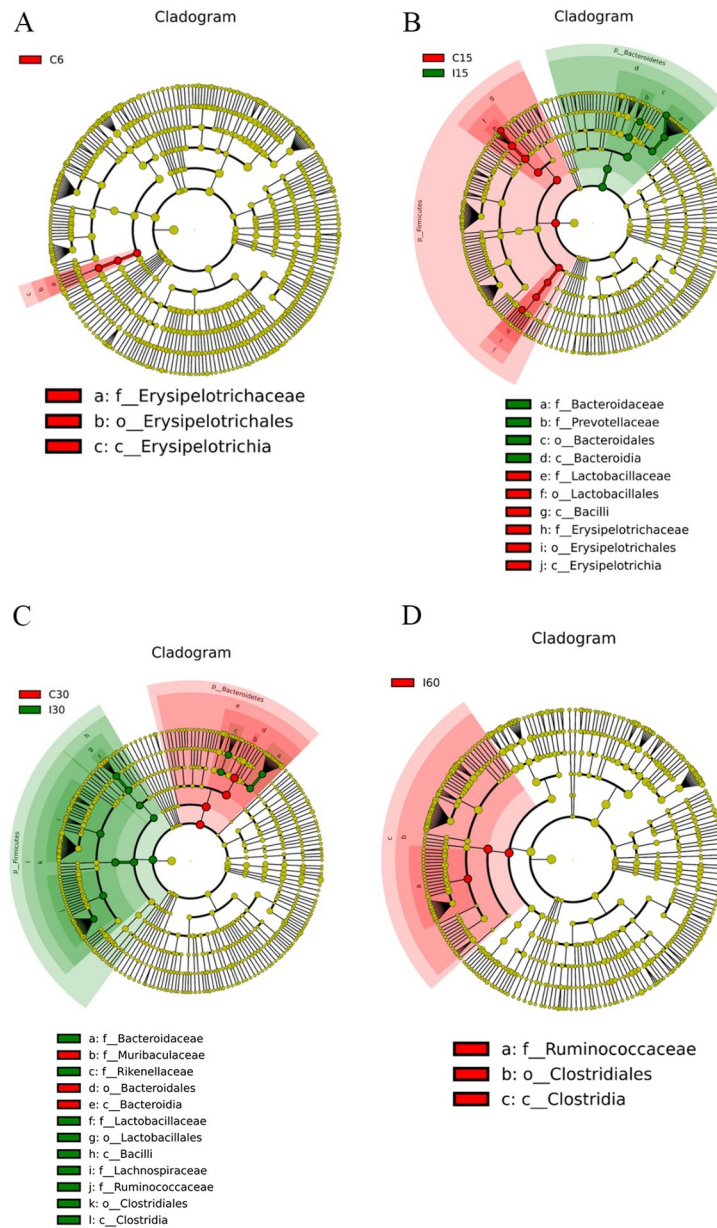 A
Cladogram
C6
c
b
a
a: f__Erysipelotrichaceae
b: o__Erysipelotrichales
c: c__Erysipelotrichia
B
Cladogram
C15
I15
p__Bacteroidetes
d
c
b
a
g
f
e
p__Firmicutes
h
i
j
a: f__Bacteroidaceae
b: f__Prevotellaceae
c: o__Bacteroidales
d: c__Bacteroidia
e: f__Lactobacillaceae
f: o__Lactobacillales
g: c__Bacilli
h: f__Erysipelotrichaceae
i: o__Erysipelotrichales
j: c__Erysipelotrichia
C
Cladogram
C30
I30
p__Bacteroidetes
e
d
c
b
a
h
g
f
p__Firmicutes
l
k
i
j
a: f__Bacteroidaceae
b: f__Muribaculaceae
c: f__Rikenellaceae
d: o__Bacteroidales
e: c__Bacteroidia
f: f__Lactobacillaceae
g: o__Lactobacillales
h: c__Bacilli
i: f__Lachnospiraceae
j: f__Ruminococcaceae
k: o__Clostridiales
l: c__Clostridia
D
Cladogram
I60
c
b
a
a: f__Ruminococcaceae
b: o__Clostridiales
c: c__Clostridia